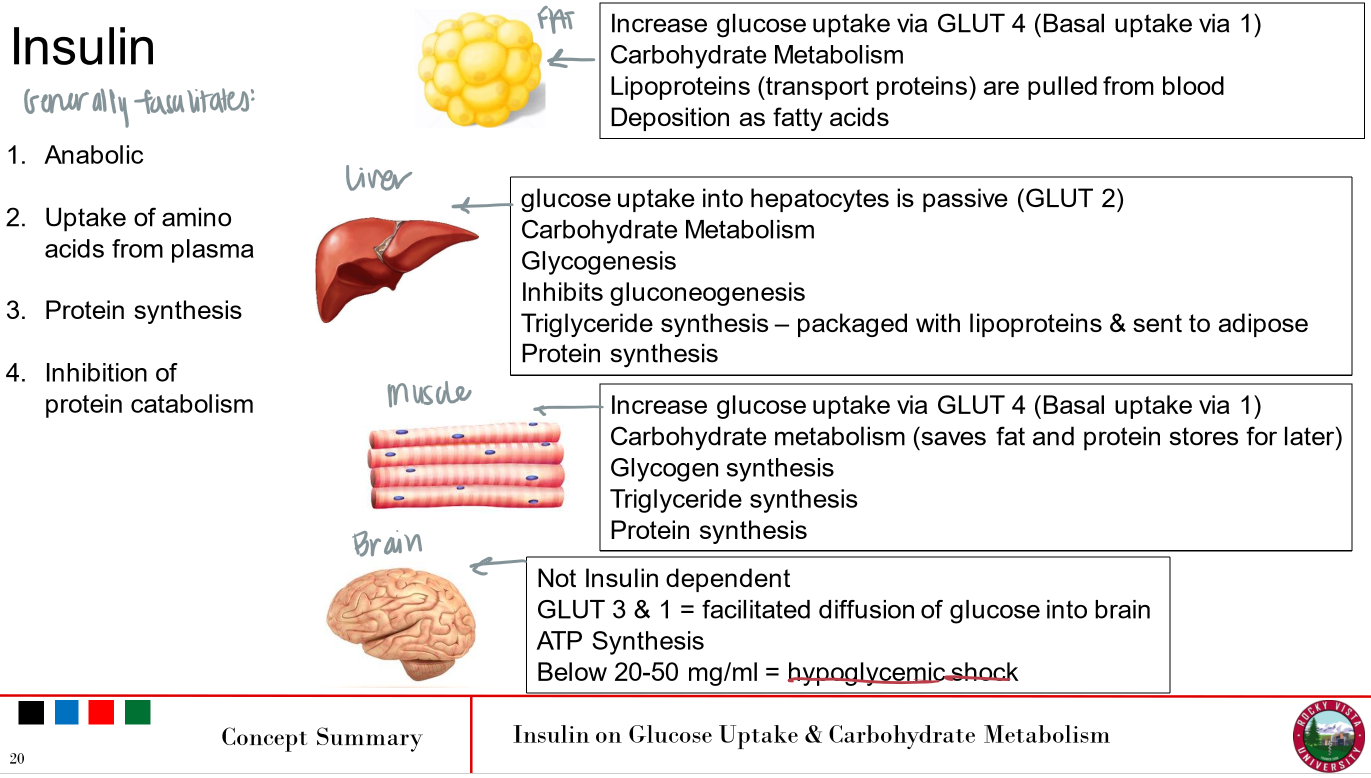 Insulin
Generally facilitates:
1. Anabolic
2. Uptake of amino
acids from plasma
3. Protein synthesis
4. Inhibition of
protein catabolism
FAT
Increase glucose uptake via GLUT 4 (Basal uptake via 1)
Carbohydrate Metabolism
Lipoproteins (transport proteins) are pulled from blood
Deposition as fatty acids
Liver
glucose uptake into hepatocytes is passive (GLUT 2)
Carbohydrate Metabolism
Glycogenesis
Inhibits gluconeogenesis
Triglyceride synthesis – packaged with lipoproteins & sent to adipose
Protein synthesis
Muscle
Increase glucose uptake via GLUT 4 (Basal uptake via 1)
Carbohydrate metabolism (saves fat and protein stores for later)
Glycogen synthesis
Triglyceride synthesis
Protein synthesis
Brain
Not Insulin dependent
GLUT 3 & 1 = facilitated diffusion of glucose into brain
ATP Synthesis
Below 20-50 mg/ml = hypoglycemic shock
20
Concept Summary
Insulin on Glucose Uptake & Carbohydrate Metabolism
ROCKY VISTA
UNIVERSITY